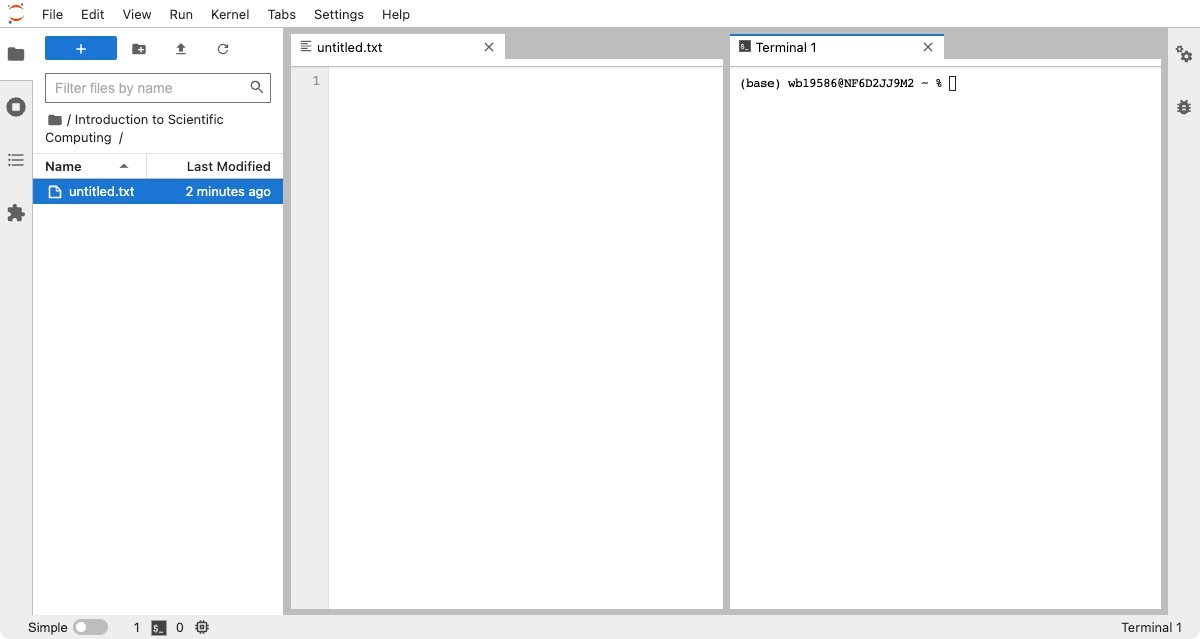 File Edit View Run Kernel Tabs Settings Help
+
Filter files by name
/ Introduction to Scientific
Computing /
Name Last Modified
untitled.txt 2 minutes ago
untitled.txt
1
Terminal 1
(base) wb19586@NF6D2JJ9M2 ~ %
Simple 1 $_ 0 Terminal 1